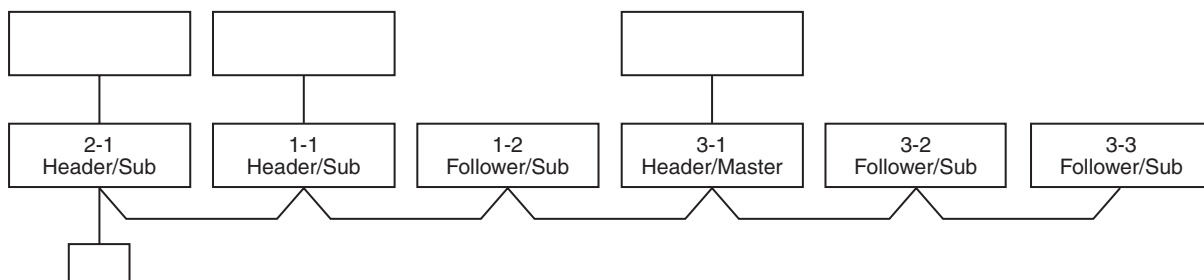 2-1
Header/Sub
1-1
Header/Sub
1-2
Follower/Sub
3-1
Header/Master
3-2
Follower/Sub
3-3
Follower/Sub